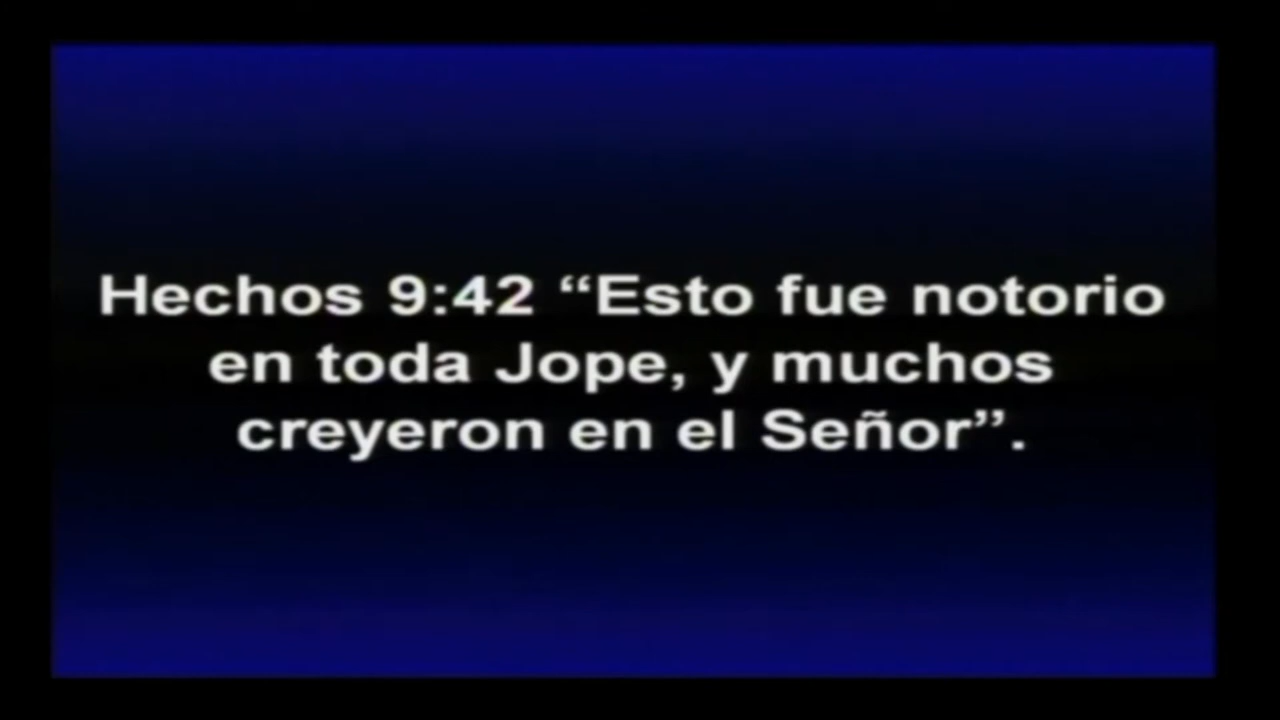 Hechos 9:42 “Esto fue notorio
en toda Jope, y muchos
creyeron en el Señor”.